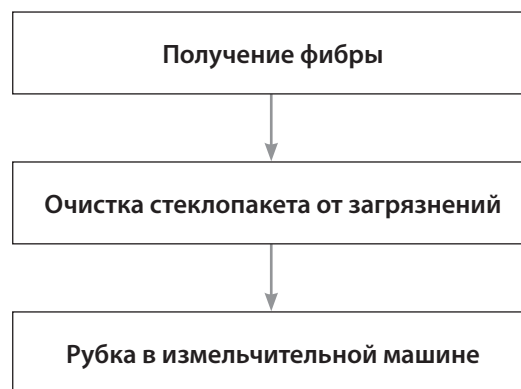 Получение фибры
Очистка стеклопакета от загрязнений
Рубка в измельчительной машине